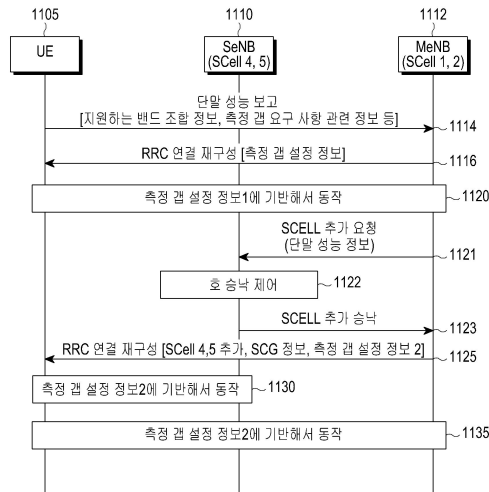 1105
1110
1112
UE
SeNB
(SCell 4, 5)
MeNB
(SCell 1, 2)
단말 성능 보고
[지원하는 밴드 조합 정보, 측정 갭 요구 사항 관련 정보 등]
1114
RRC 연결 재구성 [측정 갭 설정 정보]
1116
측정 갭 설정 정보1에 기반해서 동작
1120
SCELL 추가 요청
(단말 성능 정보)
1121
호 승낙 제어
1122
SCELL 추가 승낙
1123
RRC 연결 재구성 [SCell 4,5 추가, SCG 정보, 측정 갭 설정 정보 2]
1125
측정 갭 설정 정보2에 기반해서 동작
1130
측정 갭 설정 정보2에 기반해서 동작
1135